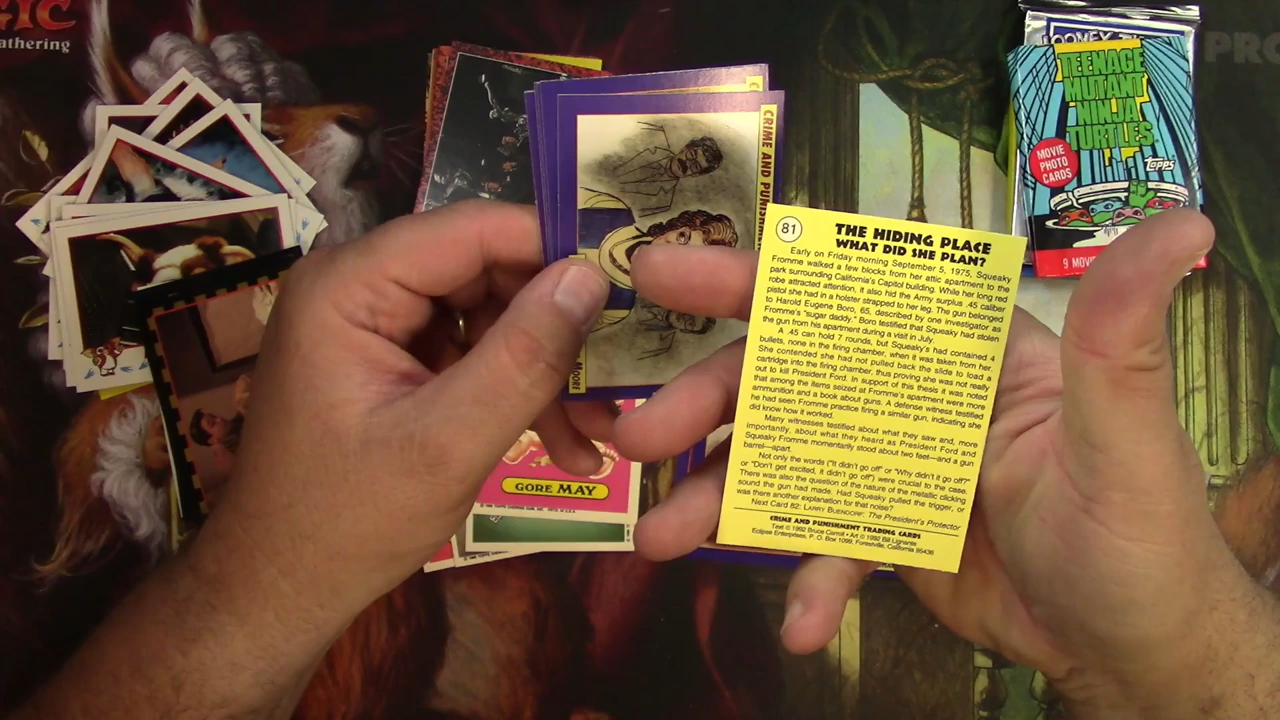 GIC
athering
LOONEY TU
PRO
TEENAGE
MUTANT
NINJA
TURTLES
MOVIE
PHOTO
CARDS
Topps
9 MOVI
CRIME AND PUNISHMEN
MOORE
GORE MAY
81
THE HIDING PLACE
WHAT DID SHE PLAN?
Early on Friday morning September 5, 1975, Squeaky
Fromme walked a few blocks from her attic apartment to the
park surrounding California's Capitol building. While her long red
robe attracted attention, it also hid the Army surplus .45 caliber
pistol she had in a holster strapped to her leg. The gun belonged
to Harold Eugene Boro, 65, described by one investigator as
Fromme's "sugar daddy." Boro testified that Squeaky had stolen
the gun from his apartment during a visit in July.
A .45 can hold 7 rounds, but Squeaky's had contained 4
bullets, none in the firing chamber, when it was taken from her.
She contended she had not pulled back the slide to load a
cartridge into the firing chamber, thus proving she was not really
out to kill President Ford. In support of this thesis it was noted
that among the items seized at Fromme's apartment were more
ammunition and a book about guns. A defense witness testified
he had seen Fromme practice firing a similar gun, indicating she
did know how it worked.
Many witnesses testified about what they saw and, more
importantly, about what they heard as President Ford and
Squeaky Fromme momentarily stood about two feet—and a gun
barrel—apart.
Not only the words ("It didn't go off" or "Why didn't it go off?"
or "Don't get excited, it didn't go off") were crucial to the case.
There was also the question of the nature of the metallic clicking
sound the gun had made. Had Squeaky pulled the trigger, or
was there another explanation for that noise?
Next Card 82: LARRY BUENDORF: The President's Protector
CRIME AND PUNISHMENT TRADING CARDS
Text © 1992 Bruce Carroll • Art © 1992 Bill Lignante
Eclipse Enterprises, P. O. Box 1099, Forestville, California 95436